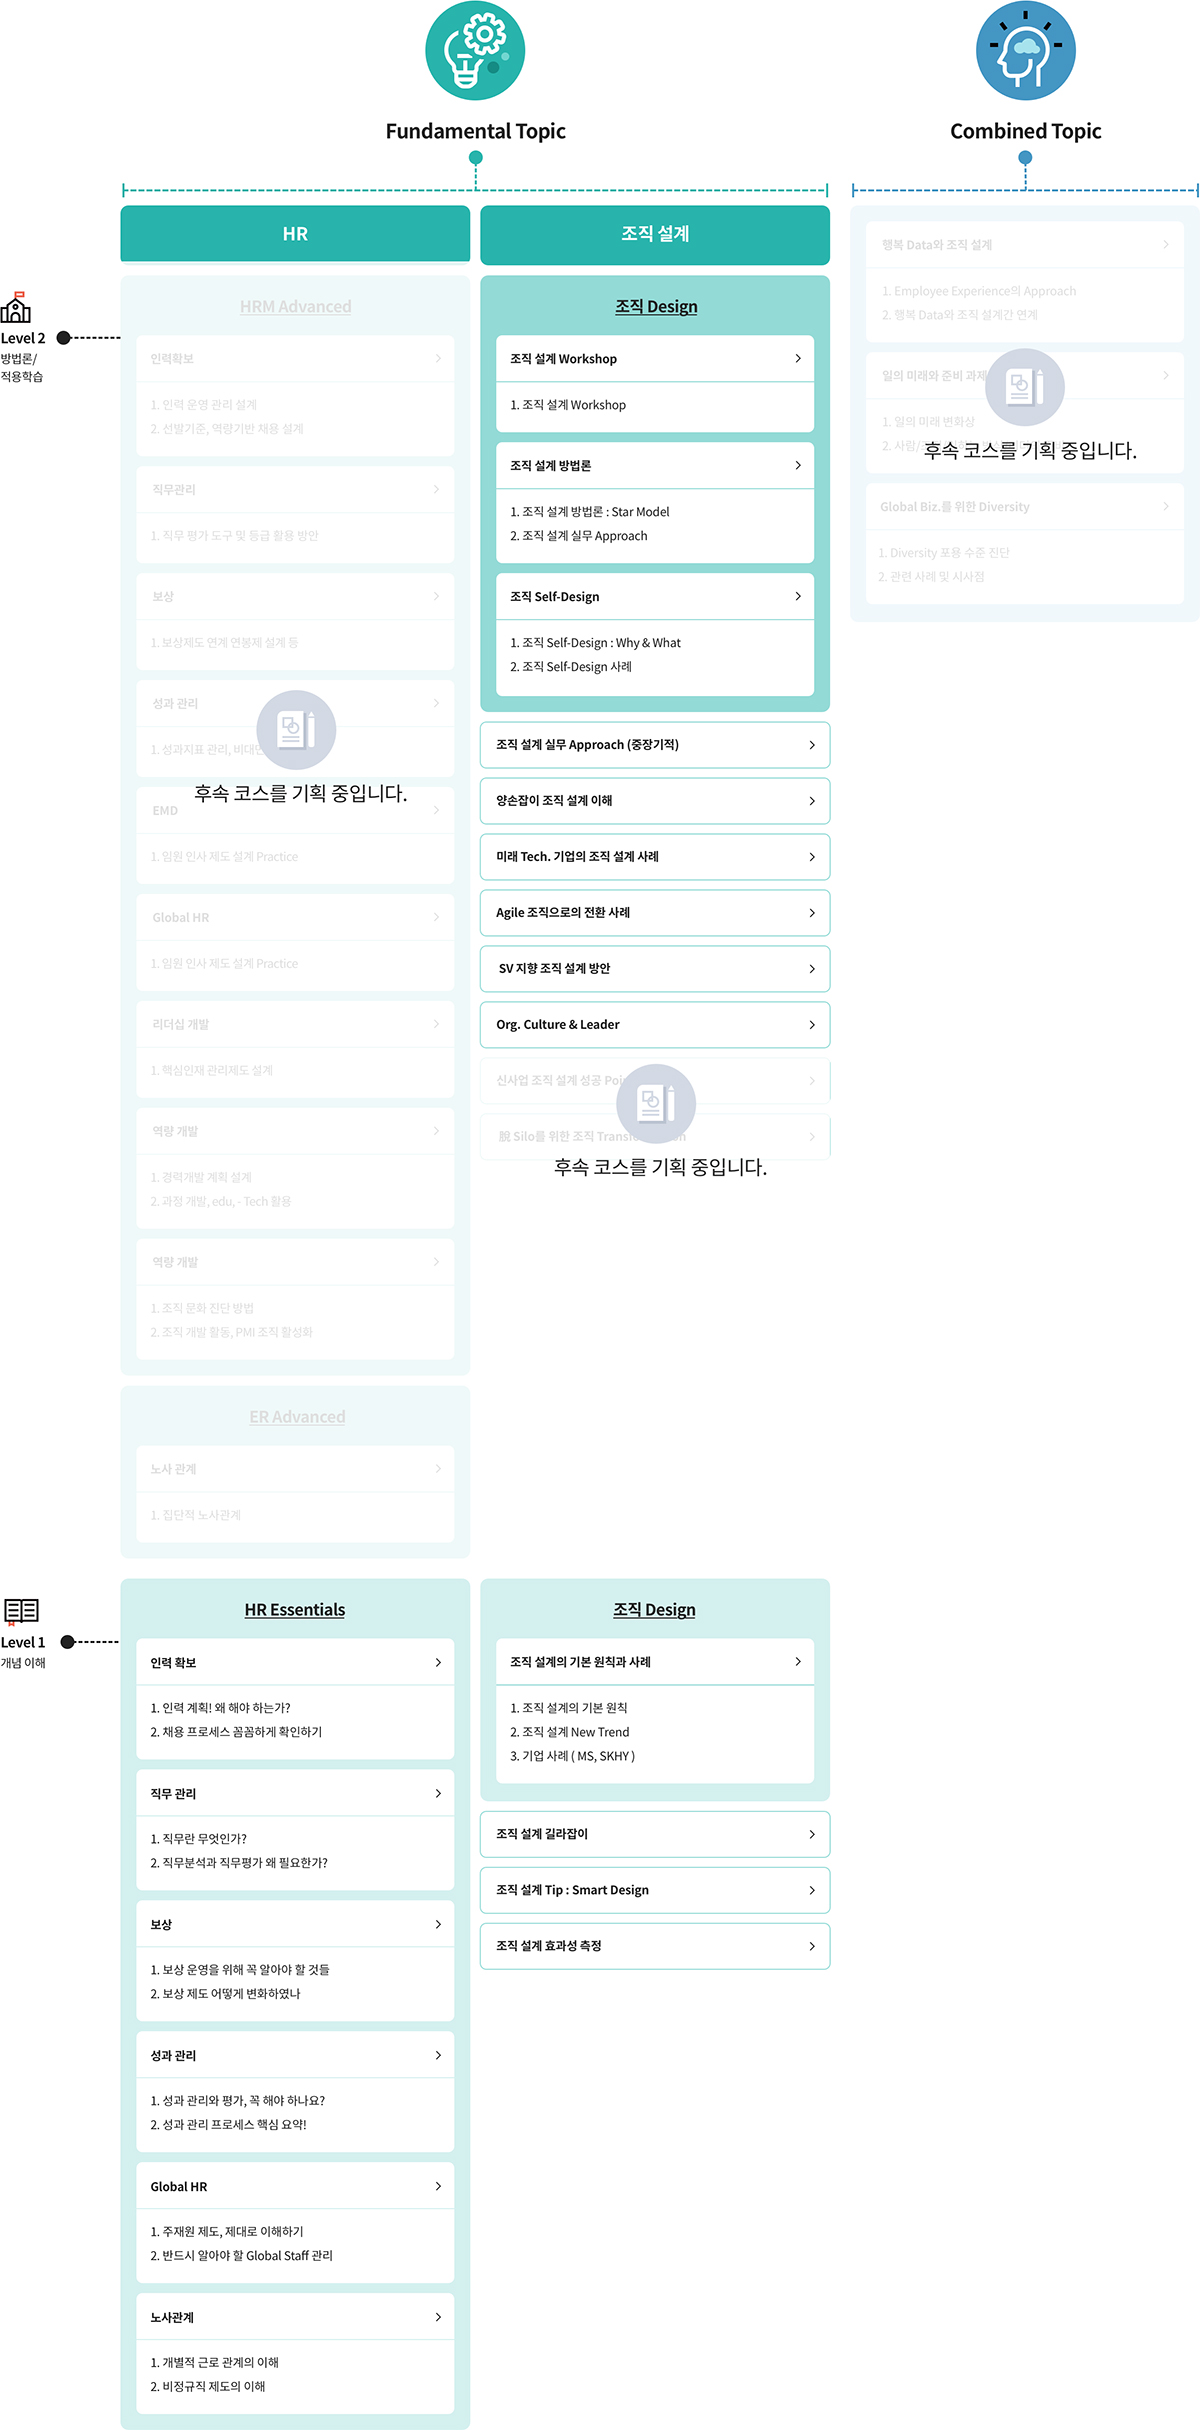 Fundamental Topic
Combined Topic
HR
조직 설계
Level 2
방법론/
적용학습
HRM Advanced
인력확보
1. 인력 운영 관리 설계
2. 선발기준, 역량기반 채용 설계
직무관리
1. 직무 평가 도구 및 등급 활용 방안
보상
1. 보상제도 연계 연봉제 설계 등
성과 관리
1. 성과지표 관리, 비대면
후속 코스를 기획 중입니다.
EMD
1. 임원 인사 제도 설계 Practice
Global HR
1. 임원 인사 제도 설계 Practice
리더십 개발
1. 핵심인재 관리제도 설계
역량 개발
1. 경력개발 계획 설계
2. 과정 개발, edu, - Tech 활용
역량 개발
1. 조직 문화 진단 방법
2. 조직 개발 활동, PMI 조직 활성화
ER Advanced
노사 관계
1. 집단적 노사관계
조직 Design
조직 설계 Workshop
1. 조직 설계 Workshop
조직 설계 방법론
1. 조직 설계 방법론 : Star Model
2. 조직 설계 실무 Approach
조직 Self-Design
1. 조직 Self-Design : Why & What
2. 조직 Self-Design 사례
조직 설계 실무 Approach (중장기적)
양손잡이 조직 설계 이해
미래 Tech. 기업의 조직 설계 사례
Agile 조직으로의 전환 사례
SV 지향 조직 설계 방안
Org. Culture & Leader
신사업 조직 설계 성공
脫 Silo를 위한 조직
후속 코스를 기획 중입니다.
행복 Data와 조직 설계
1. Employee Experience의 Approach
2. 행복 Data와 조직 설계간 연계
일의 미래와 준비 과제
1. 일의 미래 변화상
후속 코스를 기획 중입니다.
Global Biz.를 위한 Diversity
1. Diversity 포용 수준 진단
2. 관련 사례 및 시사점
Level 1
개념 이해
HR Essentials
인력 확보
1. 인력 계획! 왜 해야 하는가?
2. 채용 프로세스 꼼꼼하게 확인하기
직무 관리
1. 직무란 무엇인가?
2. 직무분석과 직무평가 왜 필요한가?
보상
1. 보상 운영을 위해 꼭 알아야 할 것들
2. 보상 제도 어떻게 변화하였나
성과 관리
1. 성과 관리와 평가, 꼭 해야 하나요?
2. 성과 관리 프로세스 핵심 요약!
Global HR
1. 주재원 제도, 제대로 이해하기
2. 반드시 알아야 할 Global Staff 관리
노사관계
1. 개별적 근로 관계의 이해
2. 비정규직 제도의 이해
조직 Design
조직 설계의 기본 원칙과 사례
1. 조직 설계의 기본 원칙
2. 조직 설계 New Trend
3. 기업 사례 ( MS, SKHY )
조직 설계 길라잡이
조직 설계 Tip : Smart Design
조직 설계 효과성 측정